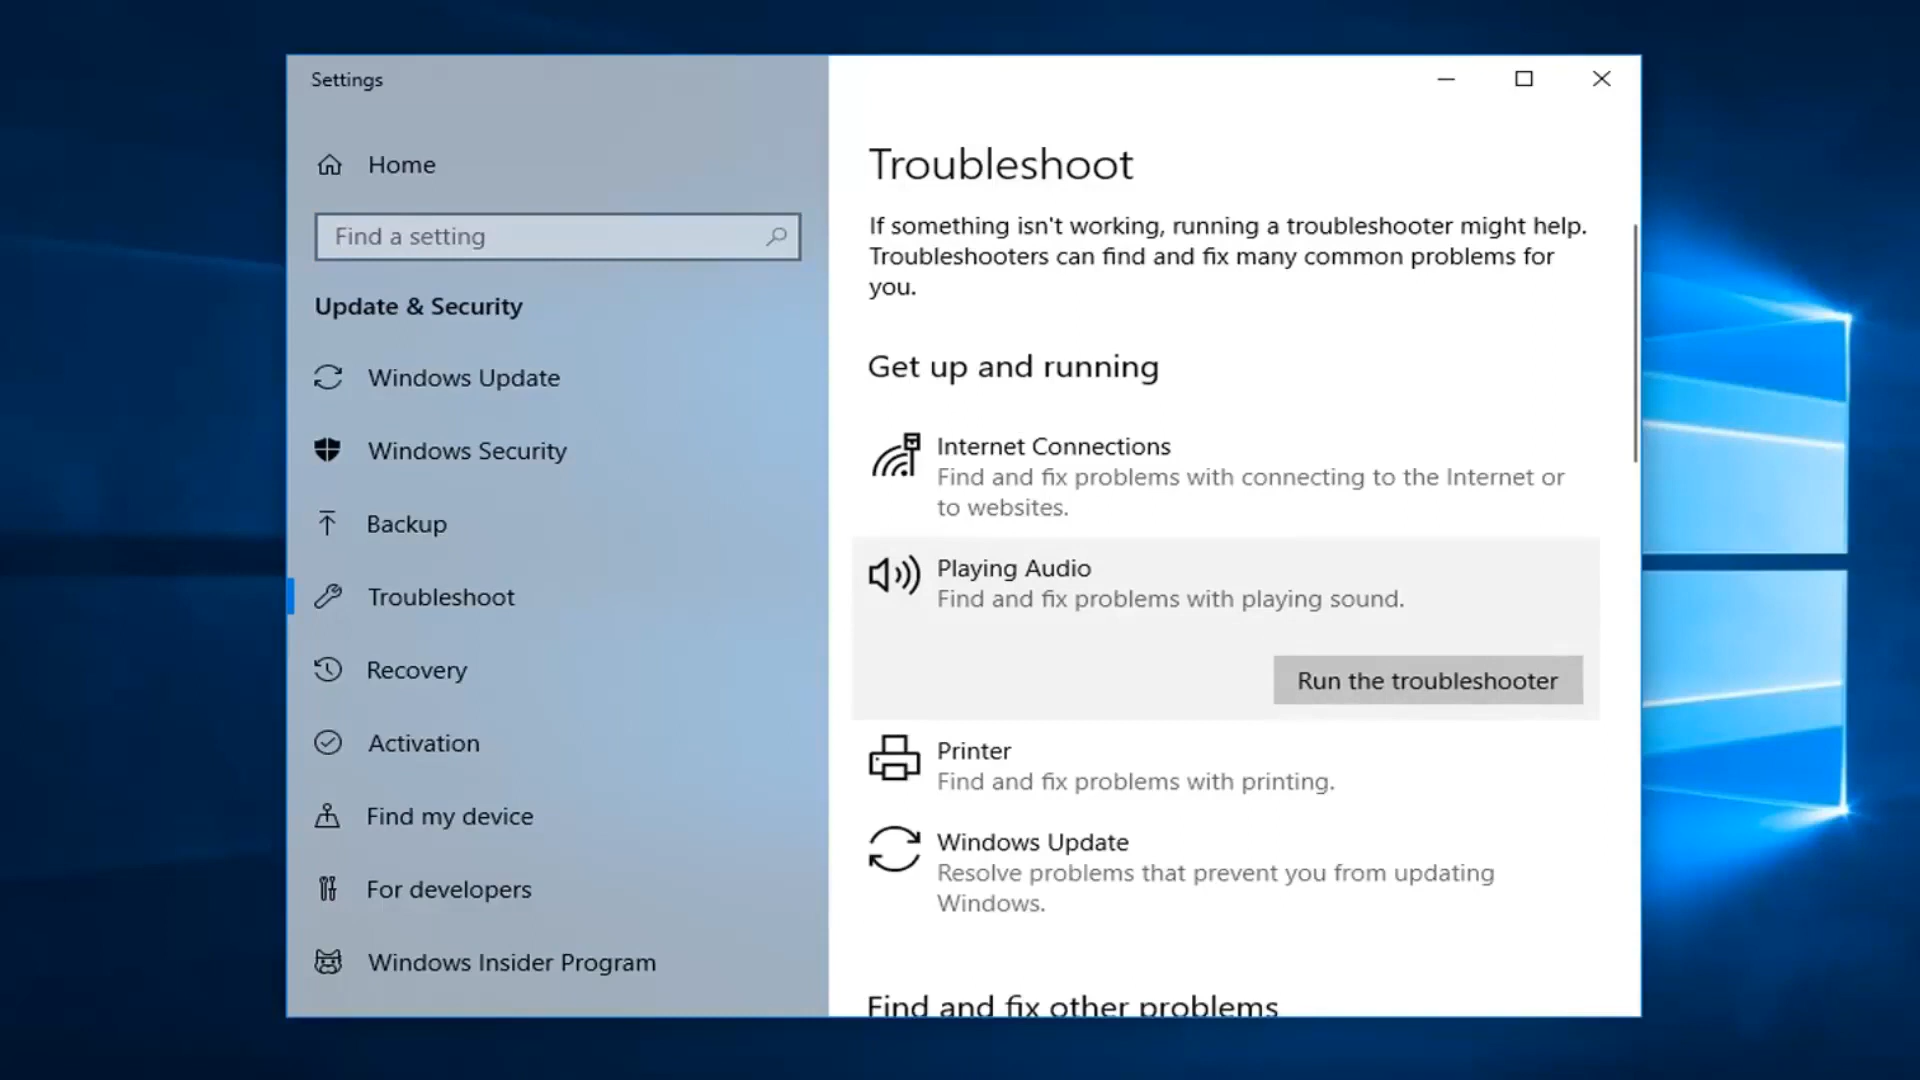 Settings
Home
Find a setting
Update & Security
Windows Update
Windows Security
Backup
Troubleshoot
Recovery
Activation
Find my device
For developers
Windows Insider Program
Troubleshoot
If something isn't working, running a troubleshooter might help.
Troubleshooters can find and fix many common problems for
you.
Get up and running
Internet Connections
Find and fix problems with connecting to the Internet or
to websites.
Playing Audio
Find and fix problems with playing sound.
Run the troubleshooter
Printer
Find and fix problems with printing.
Windows Update
Resolve problems that prevent you from updating
Windows.
Find and fix other problems